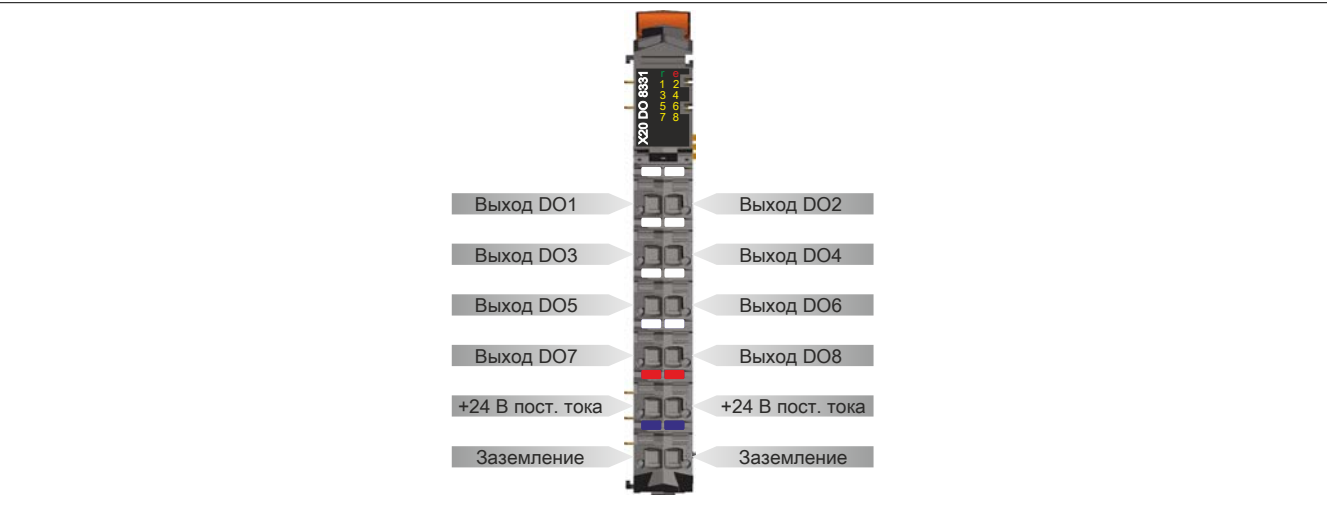 X20 DO 8331
r e
1 2
3 4
5 6
7 8
Выход DO1
Выход DO2
Выход DO3
Выход DO4
Выход DO5
Выход DO6
Выход DO7
Выход DO8
+24 В пост. тока
+24 В пост. тока
Заземление
Заземление